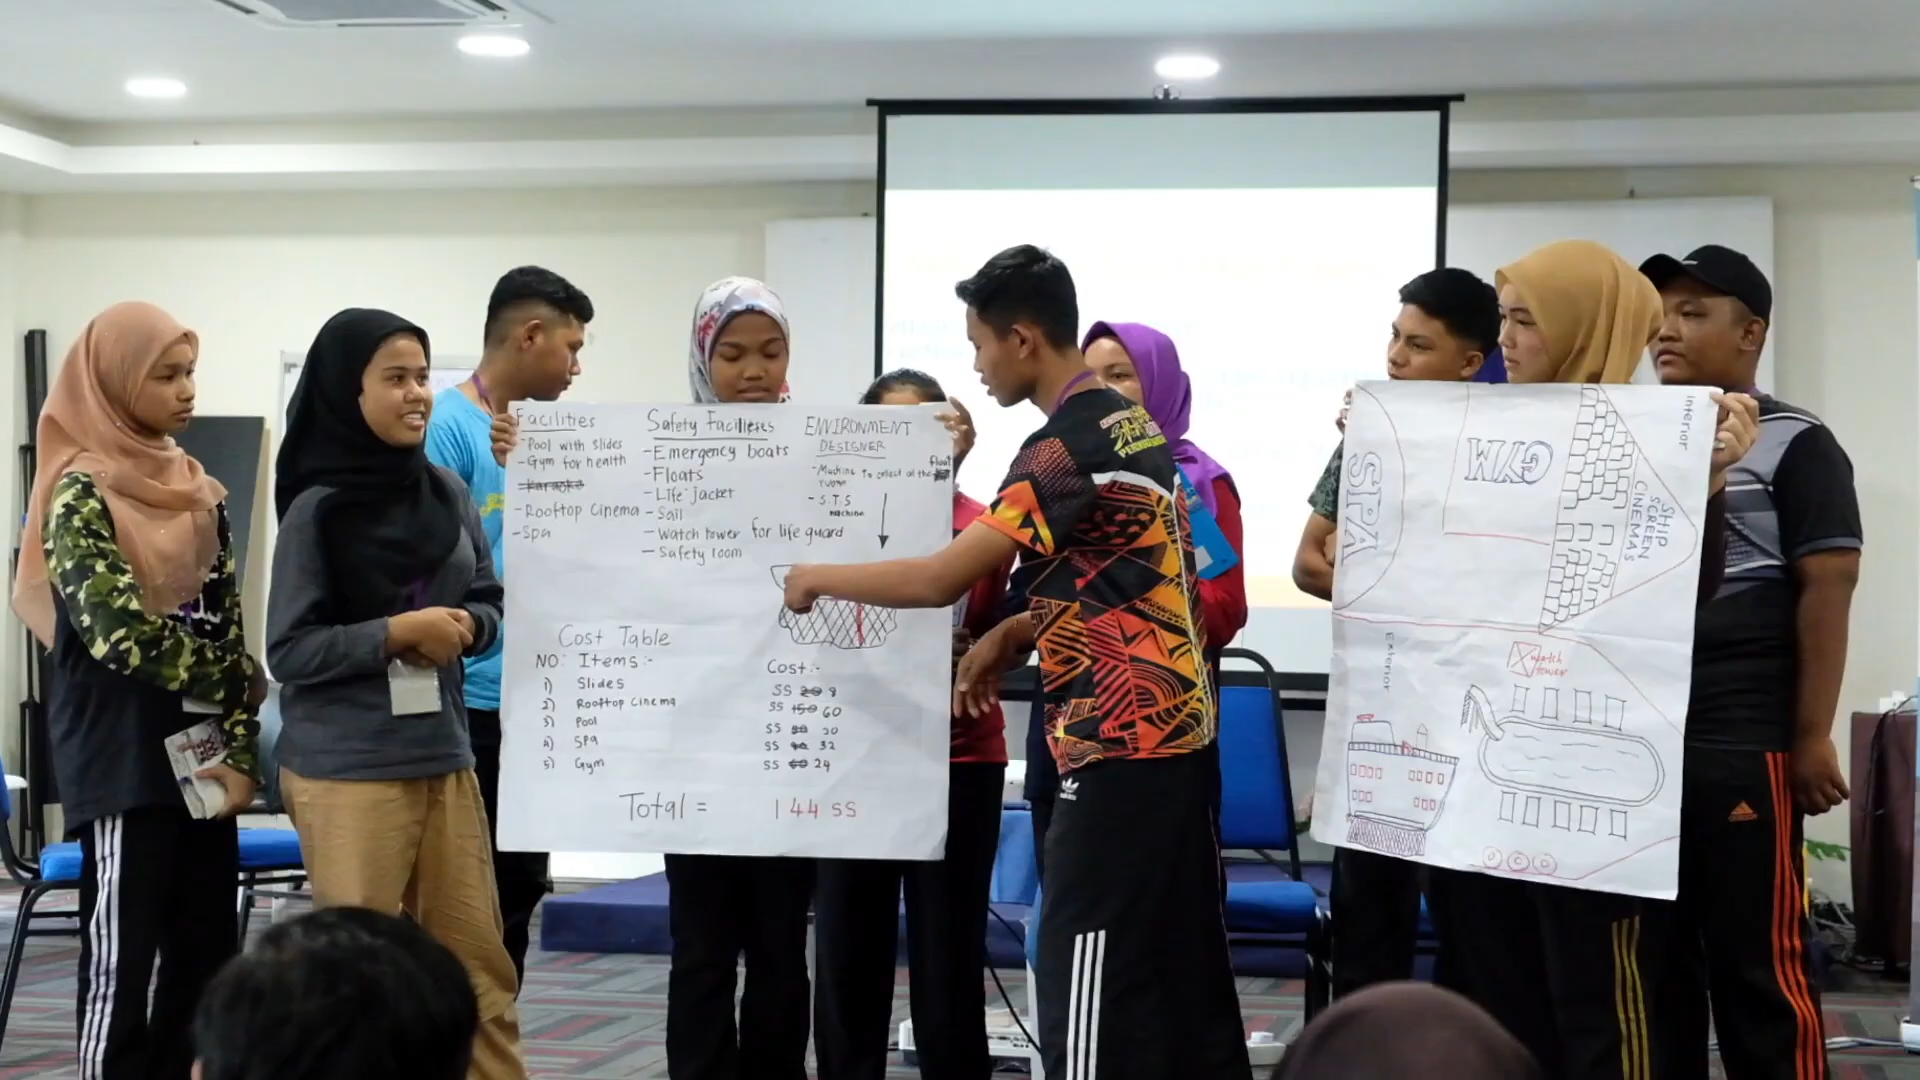 Facilities
- Pool with slides
- Gym for health
- Karaoke
- Rooftop Cinema
- Spa
Safety Facilities
- Emergency boats
- Floats
- Life jacket
- Sail
- Watch tower for life guard
- Safety room
ENVIRONMENT
DESIGNER
- Machine to collect all the float
- S.T.S
machine
Cost Table
NO: Items:- Cost:-
1) Slides SS 20 8
2) Rooftop Cinema SS 150 60
3) Pool SS 20
4) Spa SS 32
5) Gym SS 60 24
Total = 144 SS
Interior
SPA
GYM
SHIP
SCREEN
CINEMAS
Exterior
watch
tower
adidas